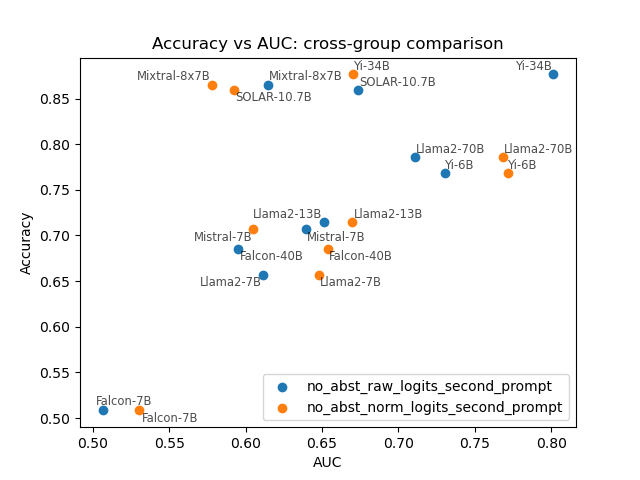 Accuracy vs AUC: cross-group comparison
Yi-34B
Yi-34B
Mixtral-8x7B
Mixtral-8x7B
SOLAR-10.7B
SOLAR-10.7B
0.85
Llama2-70B
Llama2-70B
0.80
Yi-6B
Yi-6B
0.75
Llama2-13B
Llama2-13B
0.70
Mistral-7B
Mistral-7B
Falcon-40B
Falcon-40B
0.65
Llama2-7B
Llama2-7B
0.60
0.55
Accuracy
Falcon-7B
Falcon-7B
0.50
no_abst_raw_logits_second_prompt
no_abst_norm_logits_second_prompt
0.50 0.55 0.60 0.65 0.70 0.75 0.80
AUC